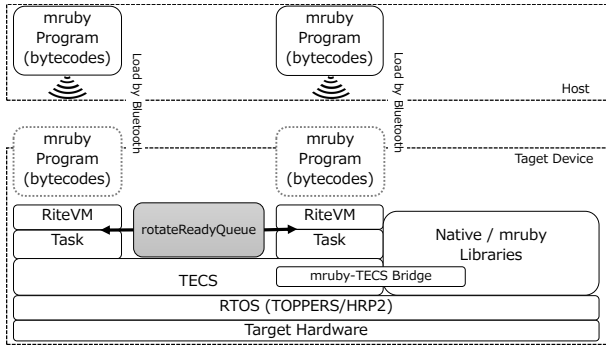 mruby
Program
(bytecodes)
Load by Bluetooth
mruby
Program
(bytecodes)
Load by Bluetooth
Host
mruby
Program
(bytecodes)
mruby
Program
(bytecodes)
Taget Device
RiteVM
Task
rotateReadyQueue
RiteVM
Task
Native / mruby
Libraries
TECS
mruby-TECS Bridge
RTOS (TOPPERS/HRP2)
Target Hardware